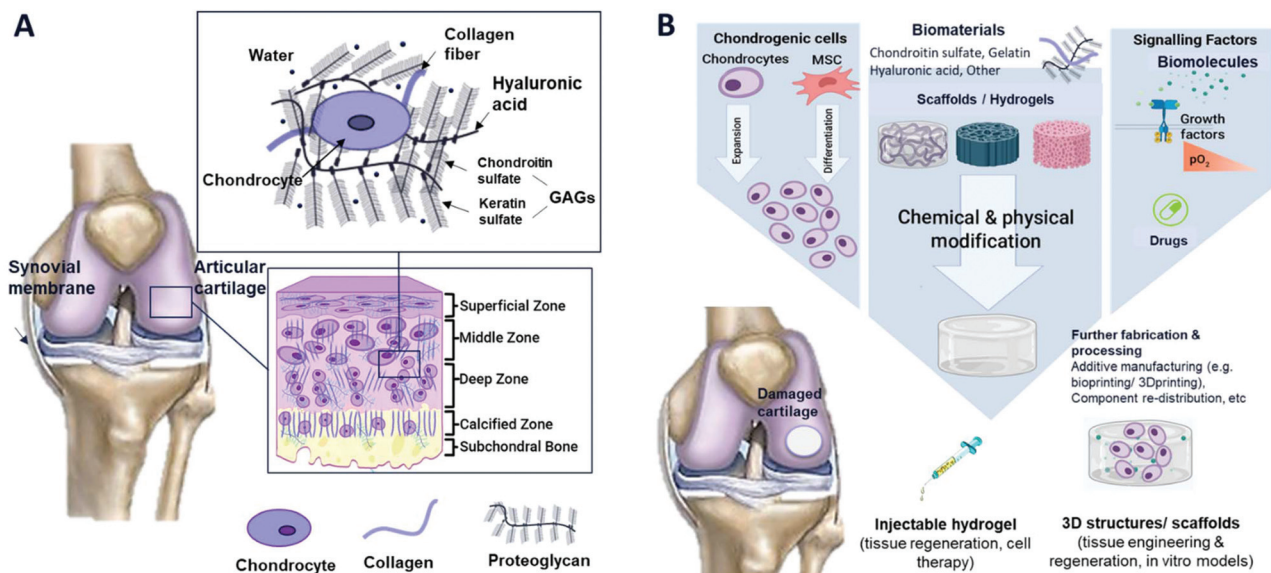 A
Water
Collagen
fiber
Hyaluronic
acid
Chondrocyte
Chondroitin
sulfate
Keratin
sulfate
GAGs
Synovial
membrane
Articular
cartilage
Superficial Zone
Middle Zone
Deep Zone
Calcified Zone
Subchondral Bone
Chondrocyte
Collagen
Proteoglycan
B
Chondrogenic cells
Chondrocytes
MSC
Expansion
Differentiation
Biomaterials
Chondroitin sulfate, Gelatin
Hyaluronic acid, Other
Scaffolds / Hydrogels
Chemical & physical
modification
Signalling Factors
Biomolecules
Growth
factors
pO2
Drugs
Further fabrication &
processing
Additive manufacturing (e.g.
bioprinting/ 3Dprinting),
Component re-distribution, etc
Damaged
cartilage
Injectable hydrogel
(tissue regeneration, cell
therapy)
3D structures/ scaffolds
(tissue engineering &
regeneration, in vitro models)